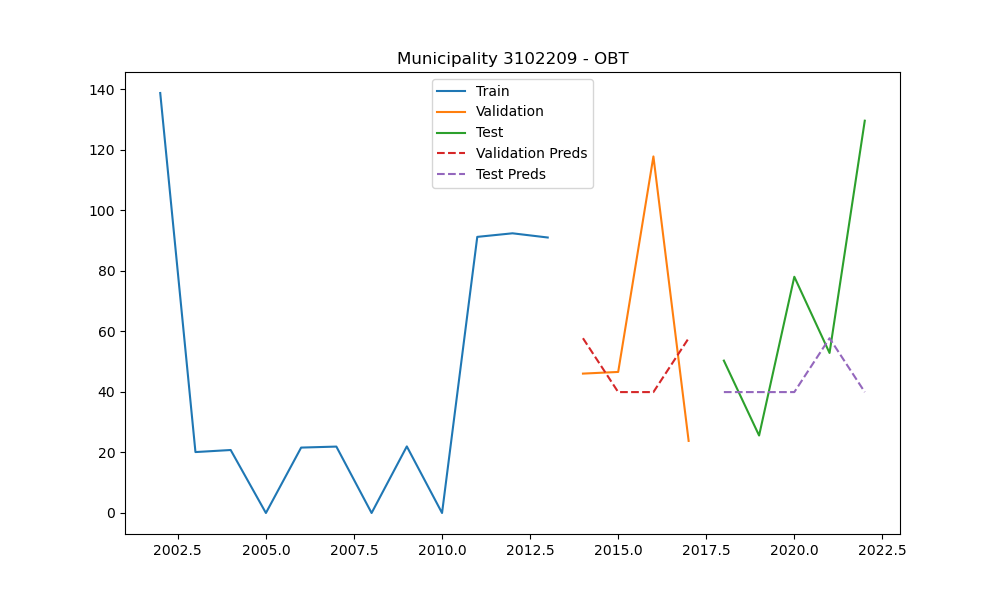 Municipality 3102209 - OBT
Train
Validation
Test
Validation Preds
Test Preds
140
120
100
80
60
40
20
0
2002.5 2005.0 2007.5 2010.0 2012.5 2015.0 2017.5 2020.0 2022.5